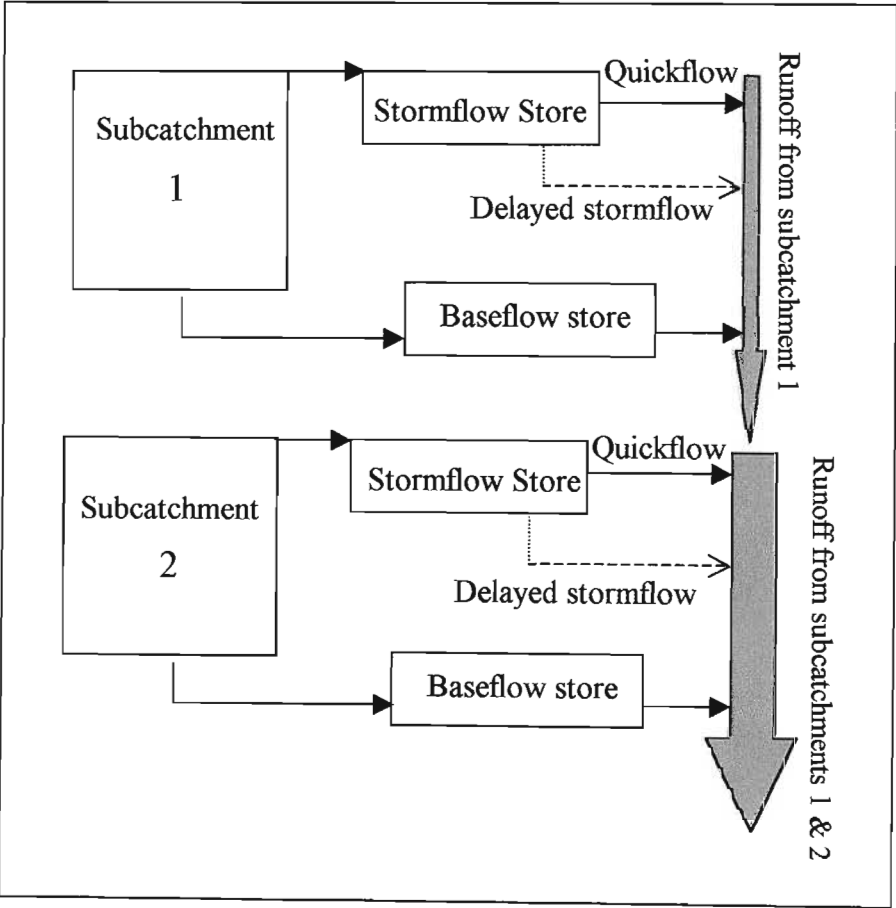 Quickflow
Stormflow Store
Subcatchment
1
Delayed stormflow
Baseflow store
Runoff from subcatchment 1
Quickflow
Stormflow Store
Subcatchment
2
Delayed stormflow
Baseflow store
Runoff from subcatchments 1 & 2